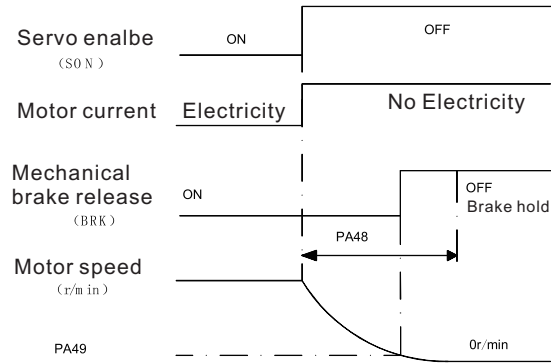 Servo enalbe
ON
OFF
(SON)
Motor current
Electricity
No Electricity
Mechanical
brake release
ON
OFF
Brake hold
(BRK)
PA48
Motor speed
(r/min)
PA49
0r/min